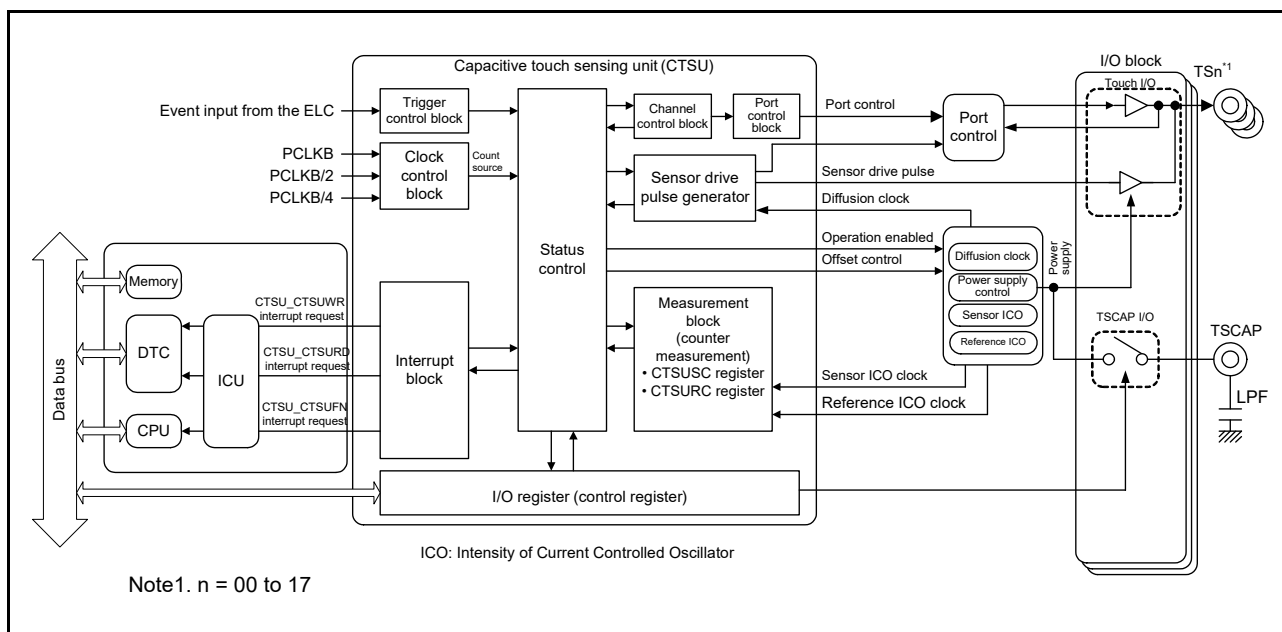 Capacitive touch sensing unit (CTSU)
I/O block
TSn*1
Touch I/O
Event input from the ELC
Trigger
control block
Channel
control block
Port
control
block
Port control
Port
control
PCLKB
PCLKB/2
PCLKB/4
Clock
control
block
Count
source
Sensor drive
pulse generator
Sensor drive pulse
Diffusion clock
Status
control
Operation enabled
Offset control
Diffusion clock
Power supply
control
Sensor ICO
Reference ICO
Power
supply
Data bus
Memory
DTC
CPU
ICU
CTSU_CTSUWR
interrupt request
CTSU_CTSURD
interrupt request
CTSU_CTSUFN
interrupt request
Interrupt
block
Measurement
block
(counter
measurement)
• CTSUSC register
• CTSURC register
Sensor ICO clock
Reference ICO clock
TSCAP I/O
TSCAP
LPF
I/O register (control register)
ICO: Intensity of Current Controlled Oscillator
Note1. n = 00 to 17